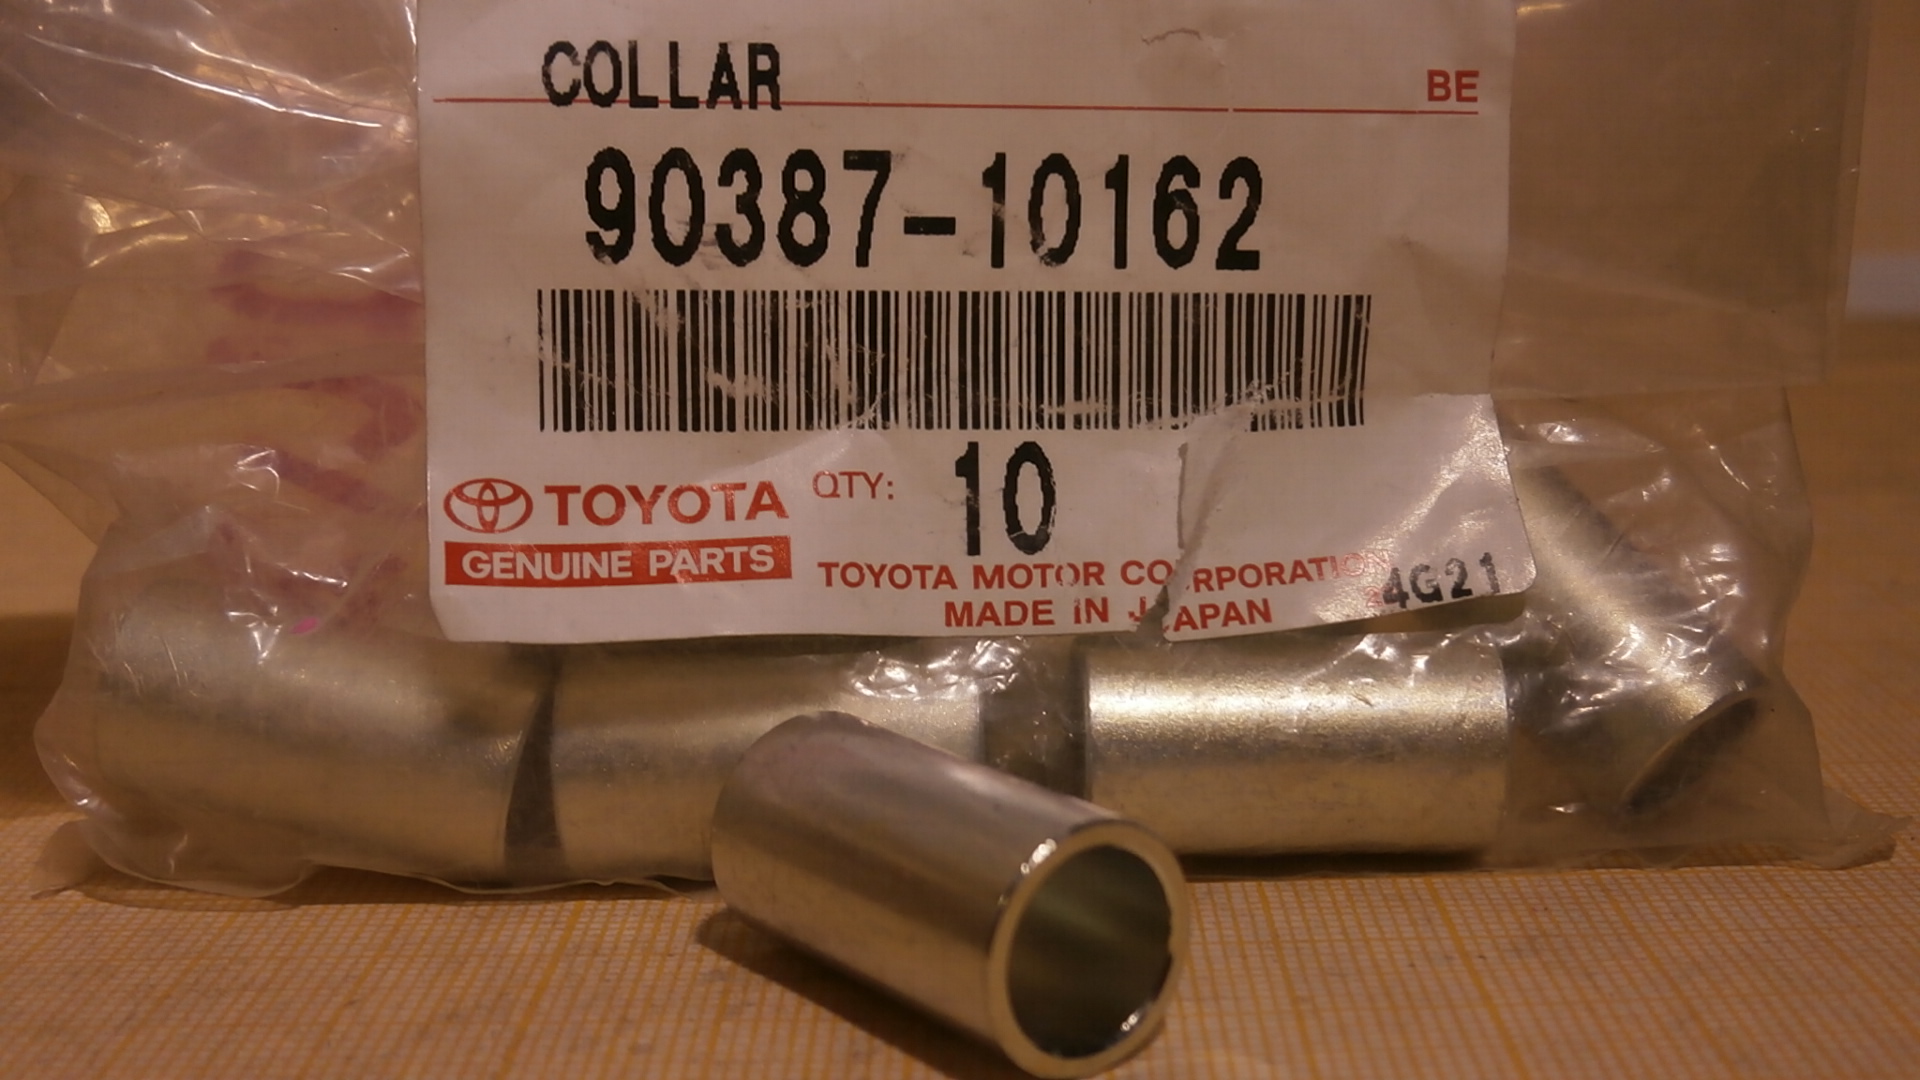 COLLAR
BE
90387-10162
TOYOTA
GENUINE PARTS
QTY: 10
TOYOTA MOTOR CORPORATION
MADE IN JAPAN
4G21